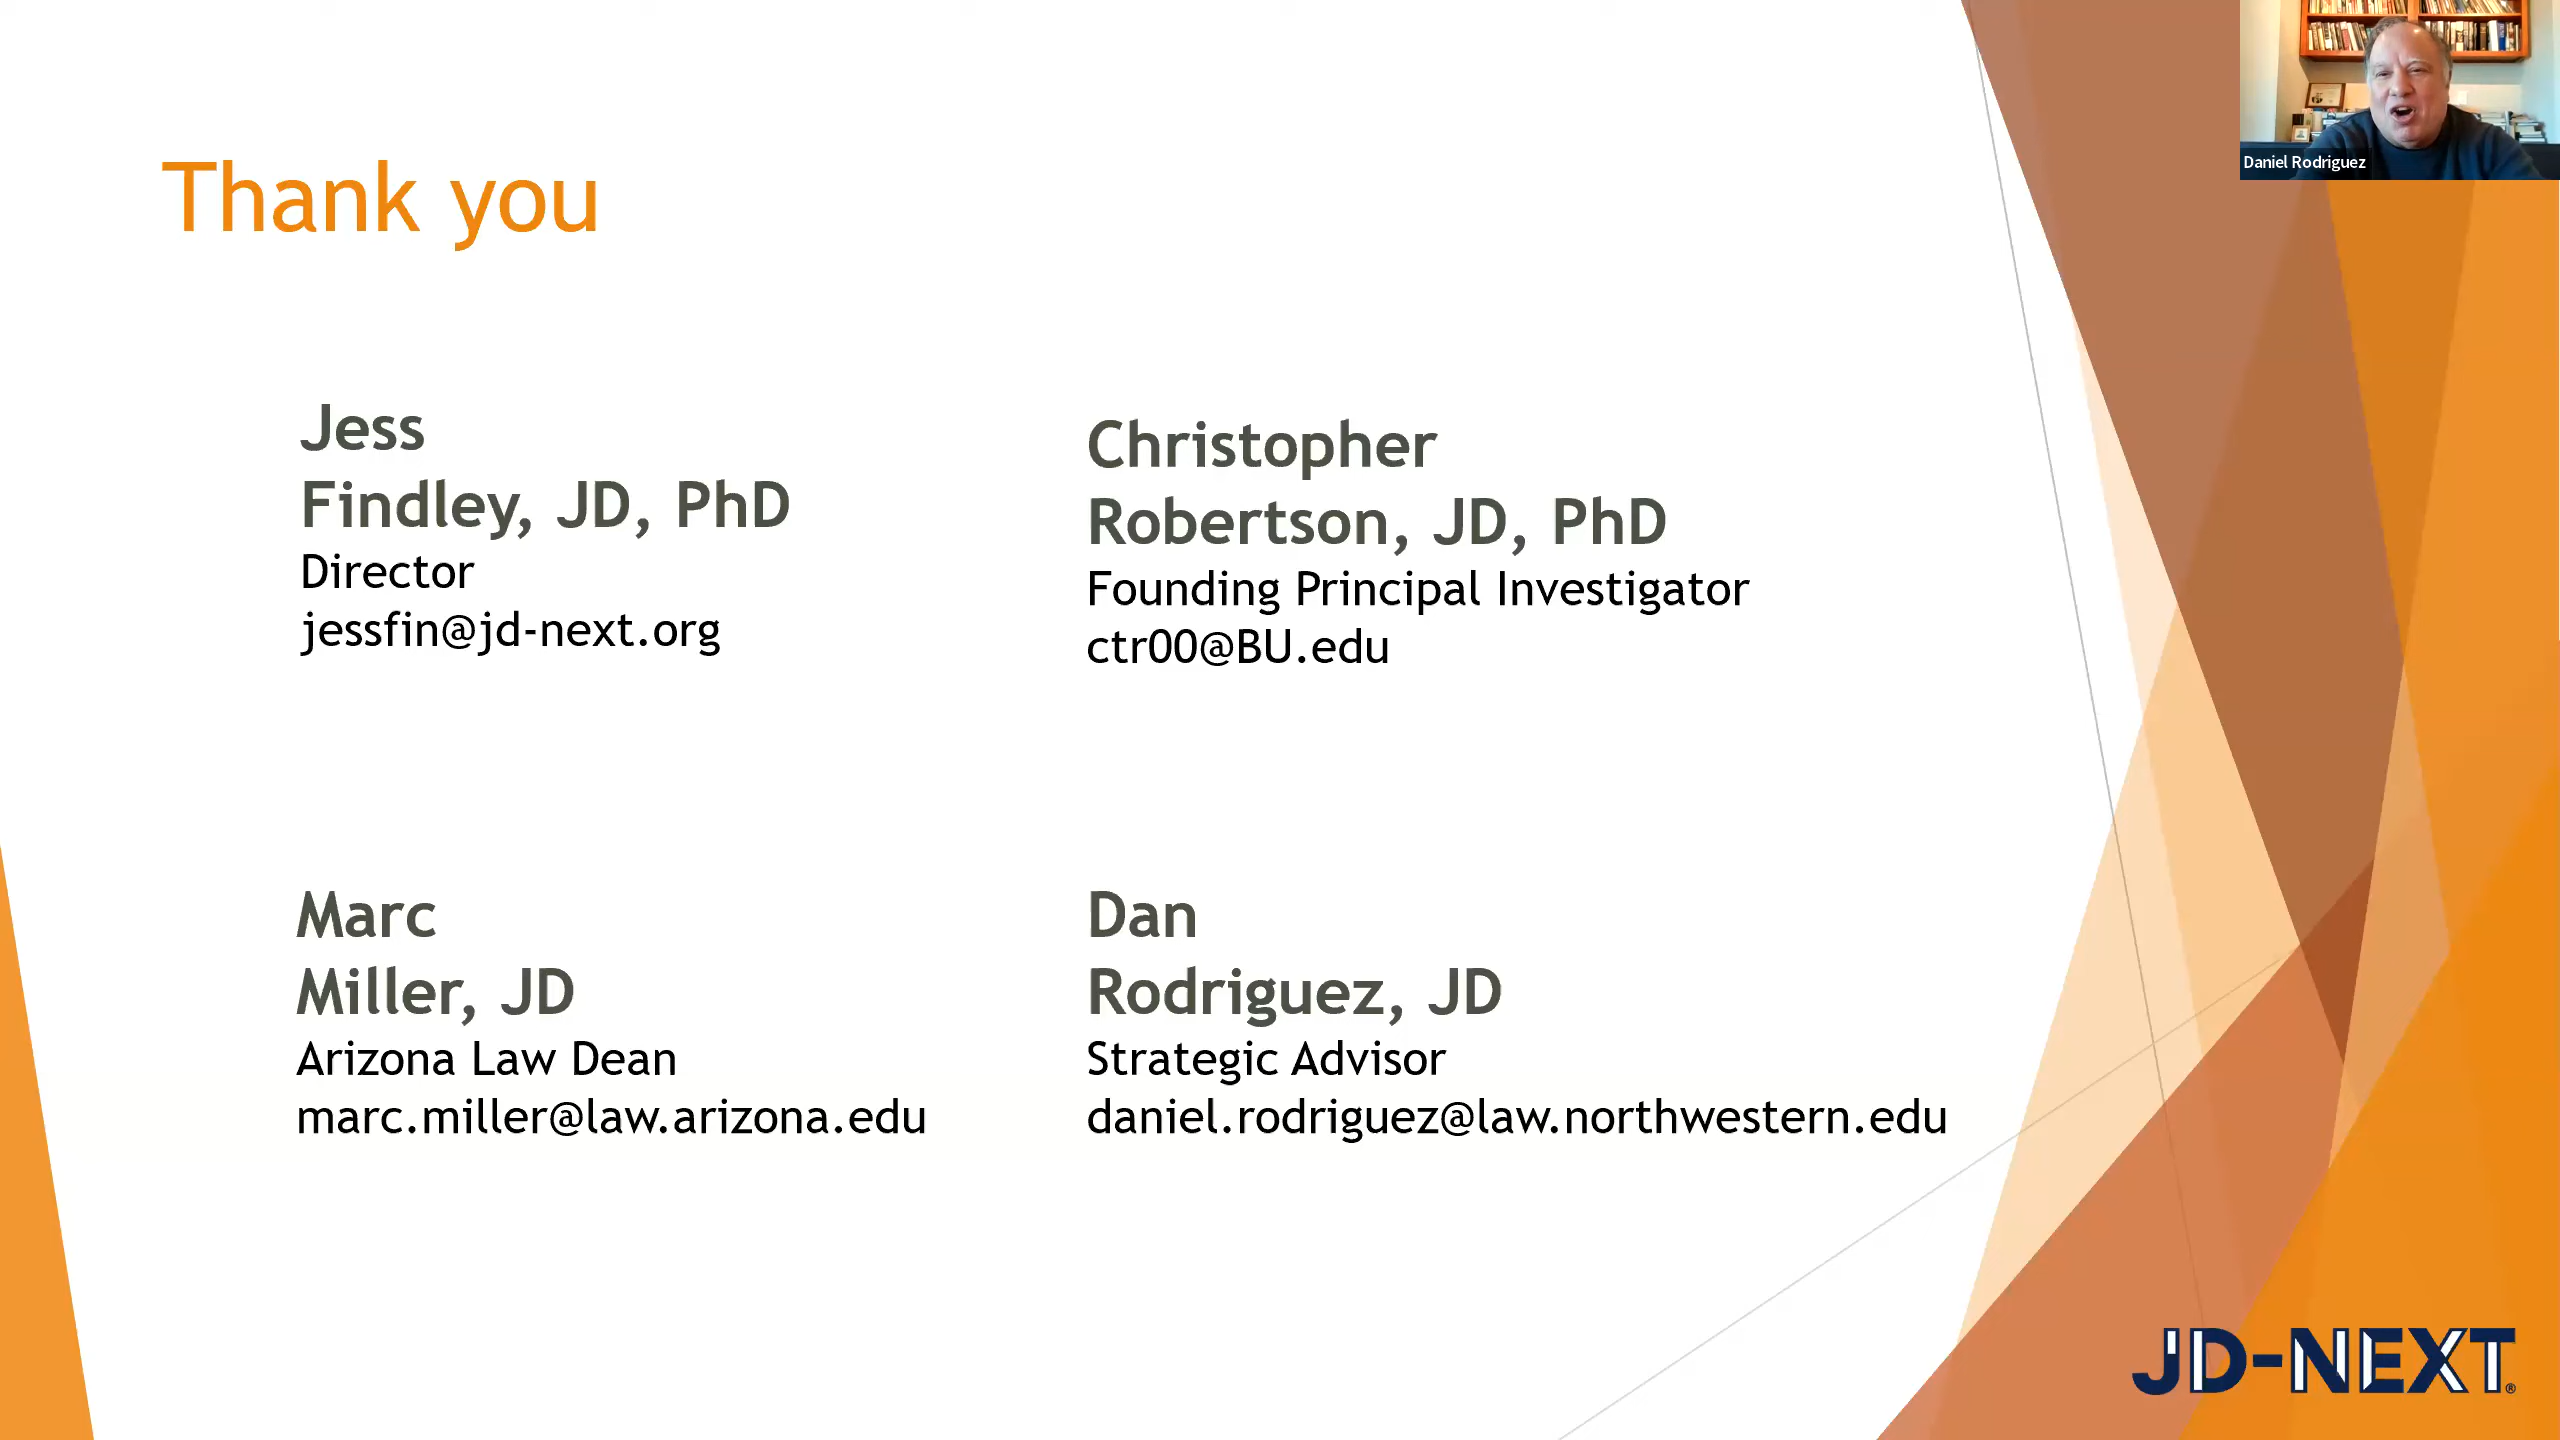 Thank you
Jess
Findley, JD, PhD
Director
jessfin@jd-next.org
Christopher
Robertson, JD, PhD
Founding Principal Investigator
ctr00@BU.edu
Marc
Miller, JD
Arizona Law Dean
marc.miller@law.arizona.edu
Dan
Rodriguez, JD
Strategic Advisor
daniel.rodriguez@law.northwestern.edu
Daniel Rodriguez
JD-NEXT®